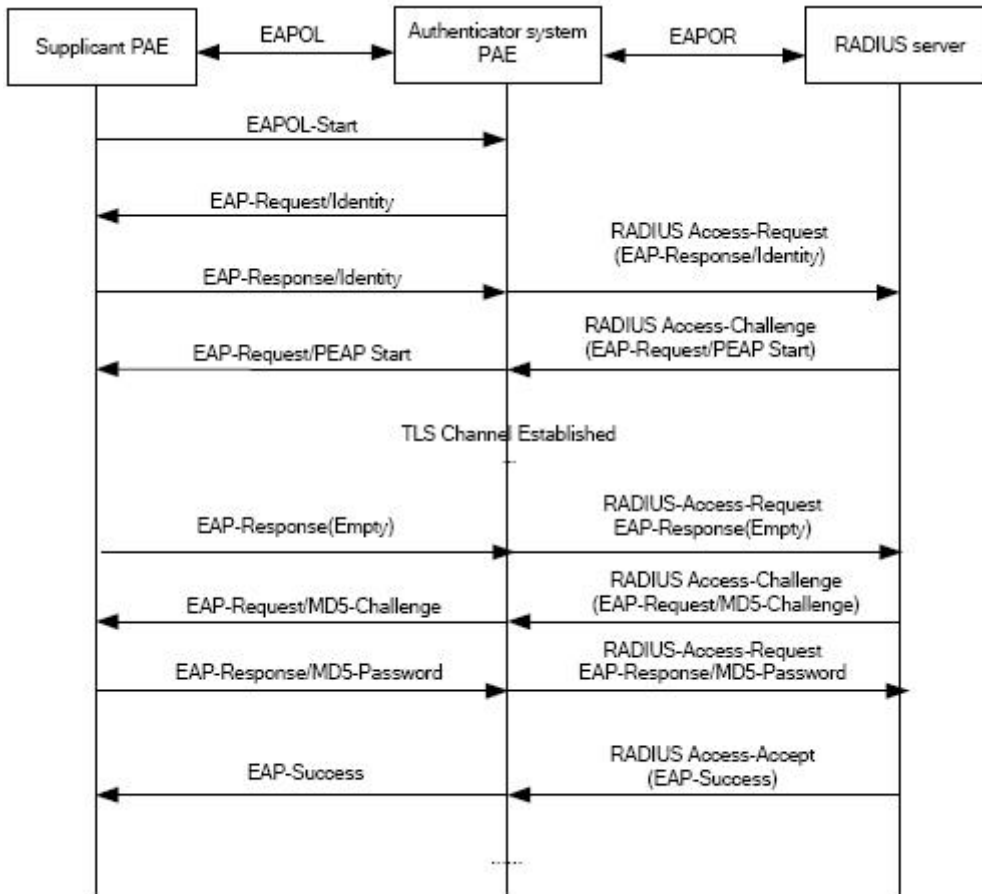 Supplicant PAE
EAPOL
Authenticator system
PAE
EAPOR
RADIUS server
EAPOL-Start
EAP-Request/Identity
RADIUS Access-Request
(EAP-Response/Identity)
EAP-Response/Identity
RADIUS Access-Challenge
(EAP-Request/PEAP Start)
EAP-Request/PEAP Start
TLS Channel Established
RADIUS-Access-Request
EAP-Response(Empty)
EAP-Response(Empty)
RADIUS Access-Challenge
(EAP-Request/MD5-Challenge)
EAP-Request/MD5-Challenge
RADIUS-Access-Request
EAP-Response/MD5-Password
EAP-Response/MD5-Password
RADIUS Access-Accept
(EAP-Success)
EAP-Success